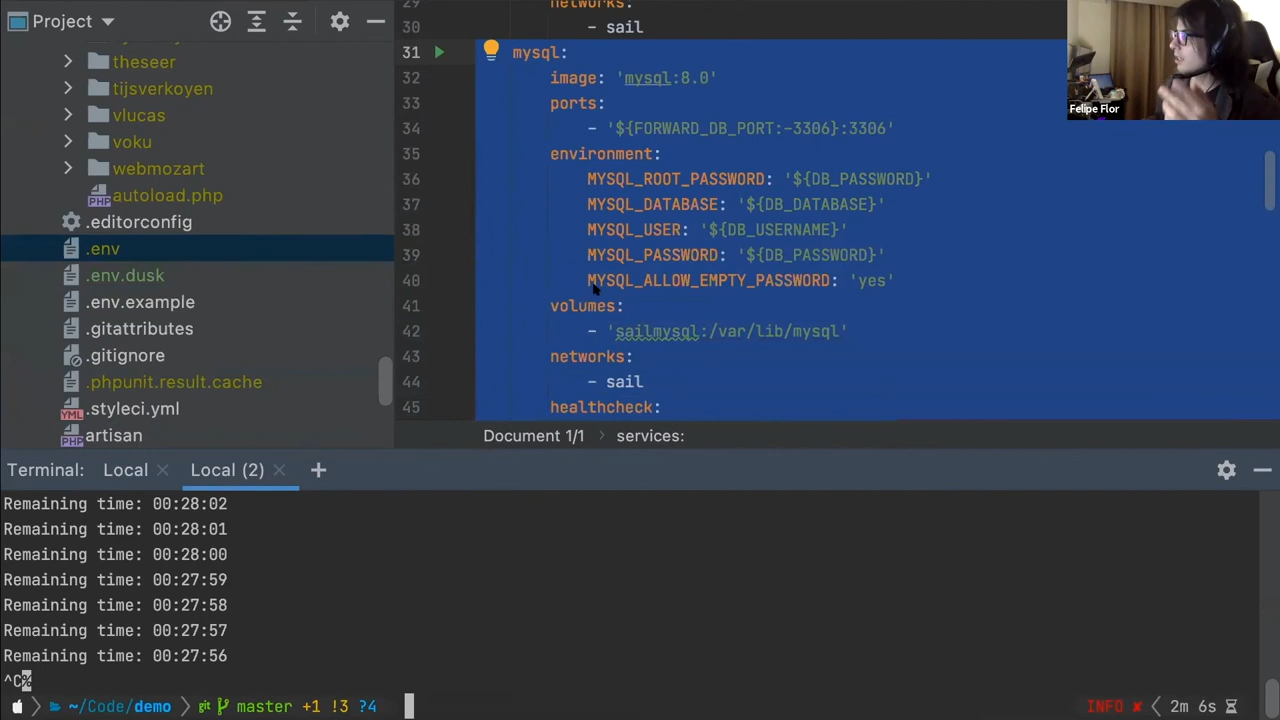 Project
theseer
tijsverkoyen
vlucas
voku
webmozart
autoload.php
.editorconfig
.env
.env.dusk
.env.example
.gitattributes
.gitignore
.phpunit.result.cache
.styleci.yml
artisan
29 networks:
30 - sail
31 mysql:
32 image: 'mysql:8.0'
33 ports:
34 - '${FORWARD_DB_PORT:-3306}:3306'
35 environment:
36 MYSQL_ROOT_PASSWORD: '${DB_PASSWORD}'
37 MYSQL_DATABASE: '${DB_DATABASE}'
38 MYSQL_USER: '${DB_USERNAME}'
39 MYSQL_PASSWORD: '${DB_PASSWORD}'
40 MYSQL_ALLOW_EMPTY_PASSWORD: 'yes'
41 volumes:
42 - 'sailmysql:/var/lib/mysql'
43 networks:
44 - sail
45 healthcheck:
Document 1/1 › services:
Felipe Flor
Terminal: Local × Local (2) × +
Remaining time: 00:28:02
Remaining time: 00:28:01
Remaining time: 00:28:00
Remaining time: 00:27:59
Remaining time: 00:27:58
Remaining time: 00:27:57
Remaining time: 00:27:56
^C%
~/Code/demo git master +1 !3 ?4 INFO ✘ 2m 6s